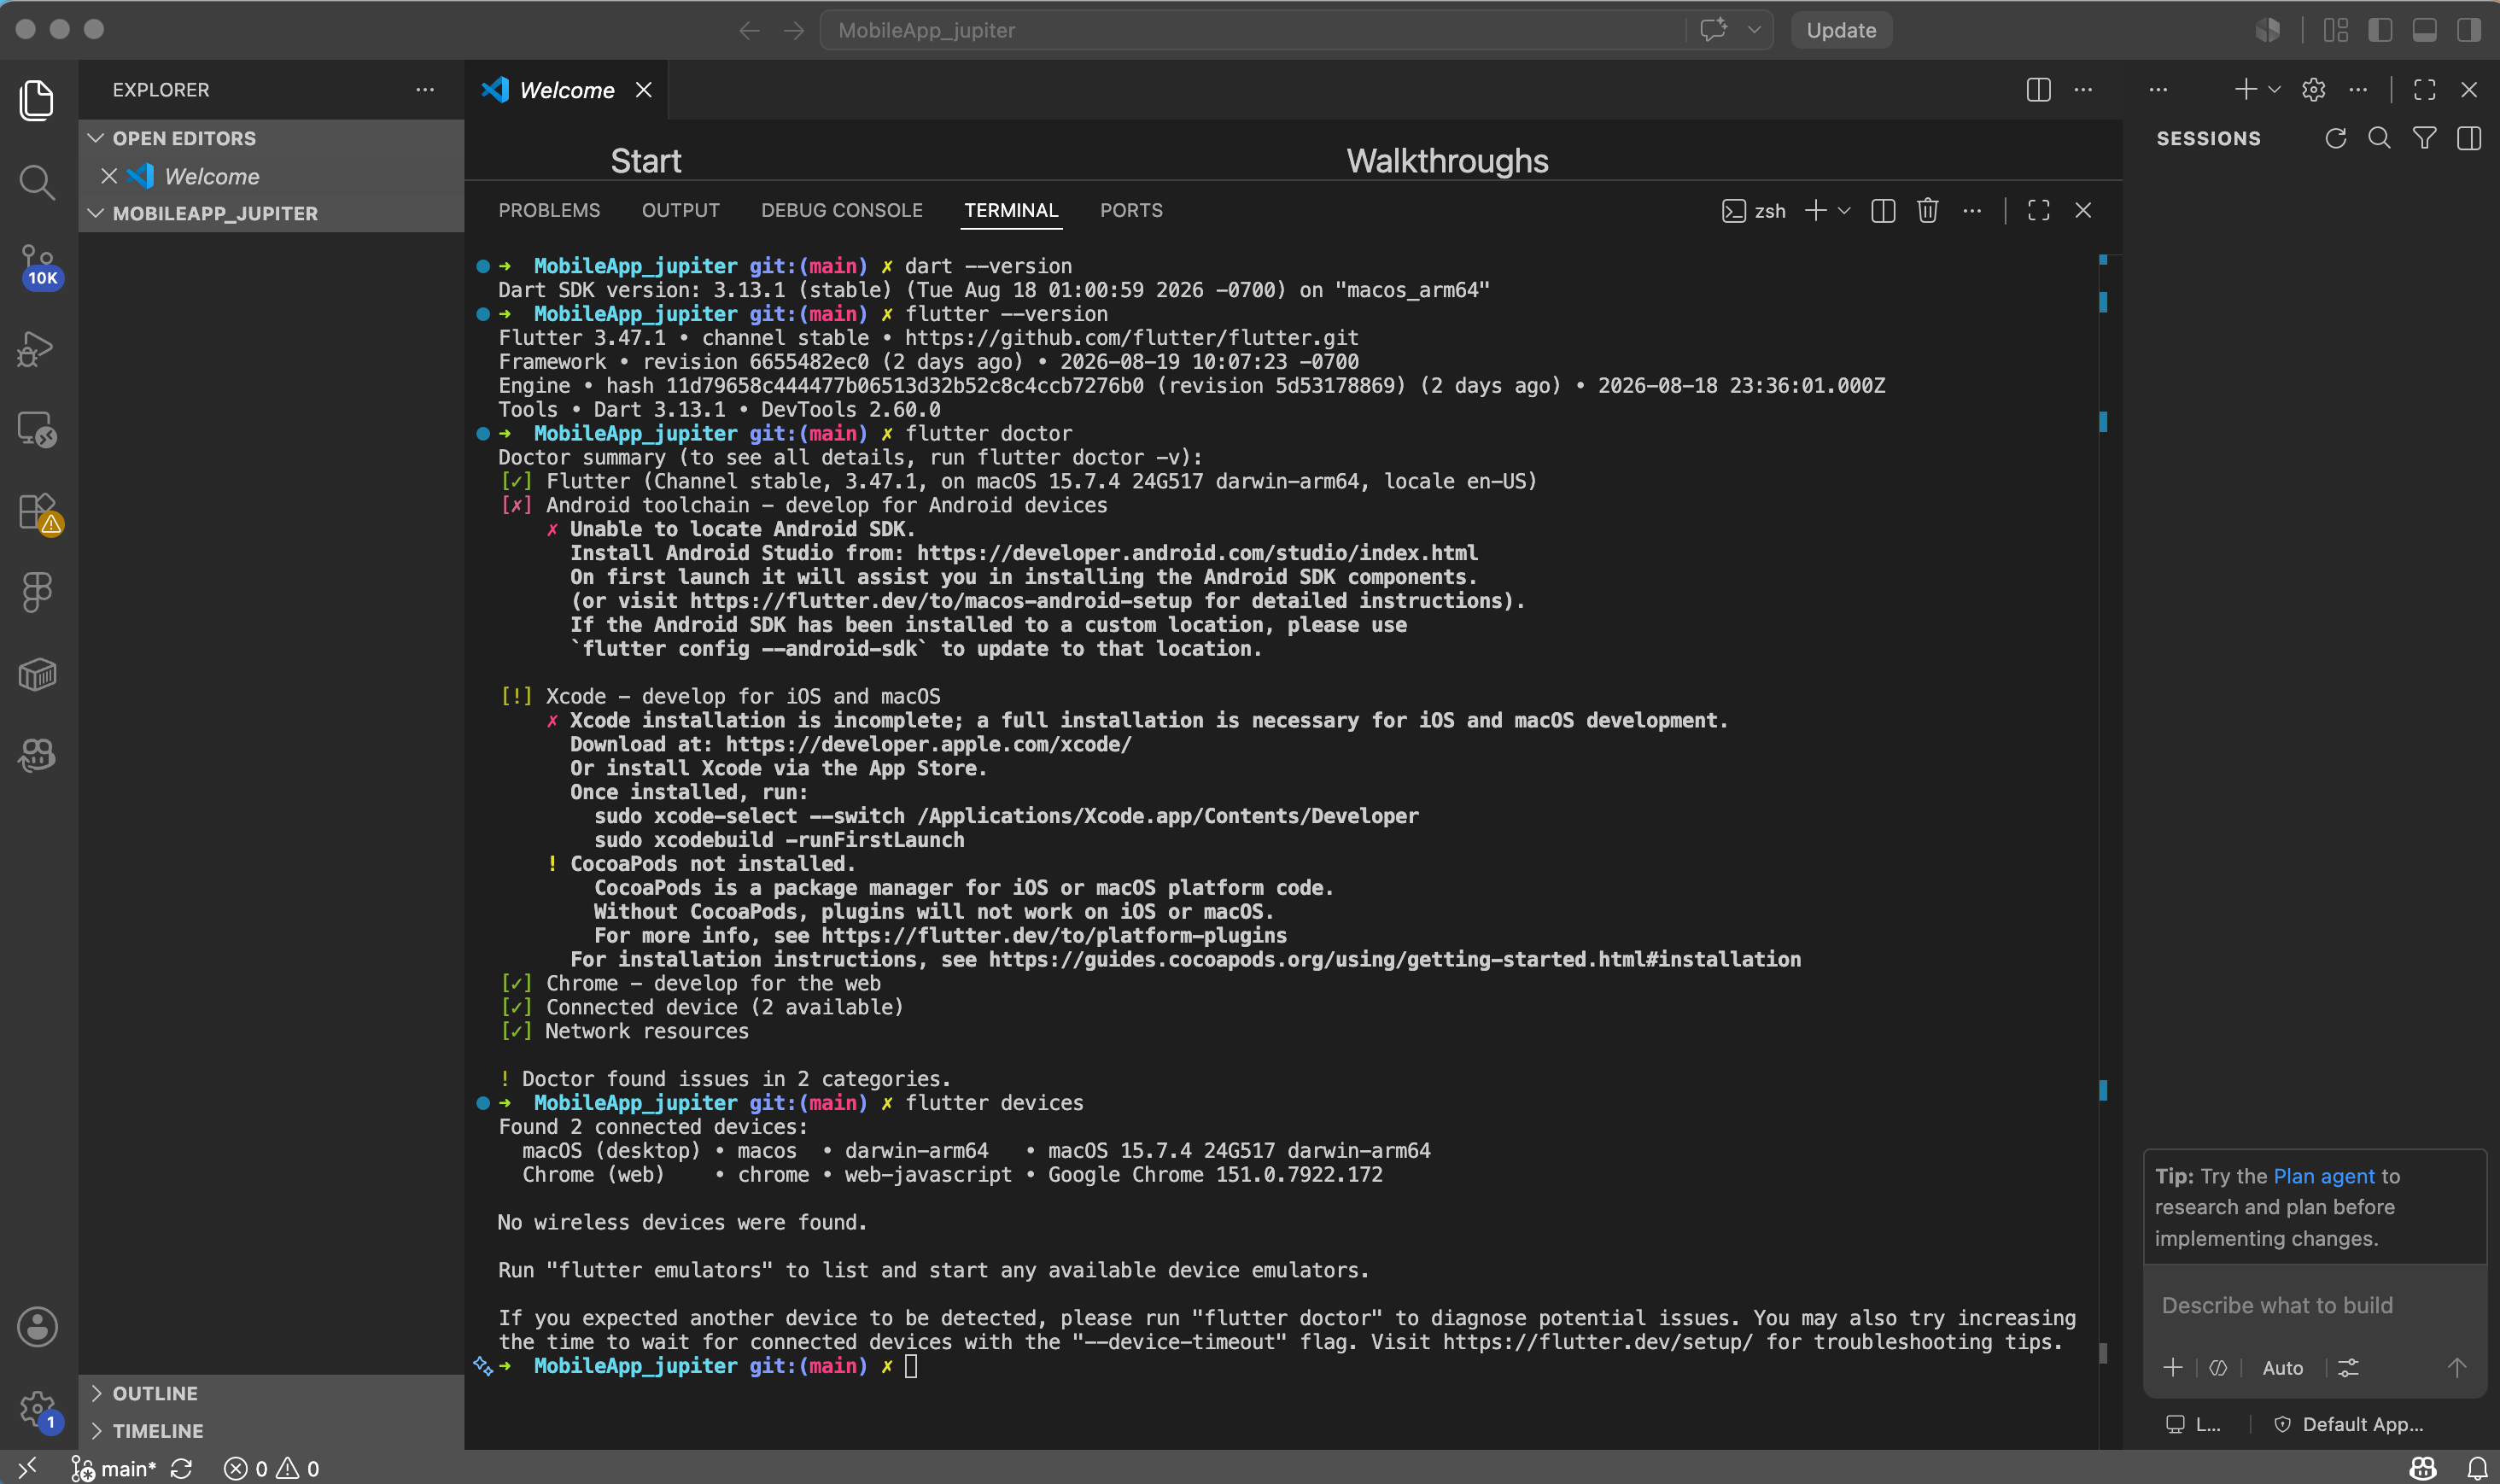 MobileApp_jupiter
Update
EXPLORER
OPEN EDITORS
Welcome
MOBILEAPP_JUPITER
10K
Welcome
Start
Walkthroughs
PROBLEMS OUTPUT DEBUG CONSOLE TERMINAL PORTS
zsh
➜ MobileApp_jupiter git:(main) ✗ dart --version
Dart SDK version: 3.13.1 (stable) (Tue Aug 18 01:00:59 2026 -0700) on "macos_arm64"
➜ MobileApp_jupiter git:(main) ✗ flutter --version
Flutter 3.47.1 • channel stable • https://github.com/flutter/flutter.git
Framework • revision 6655482ec0 (2 days ago) • 2026-08-19 10:07:23 -0700
Engine • hash 11d79658c444477b06513d32b52c8c4ccb7276b0 (revision 5d53178869) (2 days ago) • 2026-08-18 23:36:01.000Z
Tools • Dart 3.13.1 • DevTools 2.60.0
➜ MobileApp_jupiter git:(main) ✗ flutter doctor
Doctor summary (to see all details, run flutter doctor -v):
[✓] Flutter (Channel stable, 3.47.1, on macOS 15.7.4 24G517 darwin-arm64, locale en-US)
[✗] Android toolchain - develop for Android devices
✗ Unable to locate Android SDK.
Install Android Studio from: https://developer.android.com/studio/index.html
On first launch it will assist you in installing the Android SDK components.
(or visit https://flutter.dev/to/macos-android-setup for detailed instructions).
If the Android SDK has been installed to a custom location, please use
`flutter config --android-sdk` to update to that location.
[!] Xcode - develop for iOS and macOS
✗ Xcode installation is incomplete; a full installation is necessary for iOS and macOS development.
Download at: https://developer.apple.com/xcode/
Or install Xcode via the App Store.
Once installed, run:
sudo xcode-select --switch /Applications/Xcode.app/Contents/Developer
sudo xcodebuild -runFirstLaunch
! CocoaPods not installed.
CocoaPods is a package manager for iOS or macOS platform code.
Without CocoaPods, plugins will not work on iOS or macOS.
For more info, see https://flutter.dev/to/platform-plugins
For installation instructions, see https://guides.cocoapods.org/using/getting-started.html#installation
[✓] Chrome - develop for the web
[✓] Connected device (2 available)
[✓] Network resources
! Doctor found issues in 2 categories.
➜ MobileApp_jupiter git:(main) ✗ flutter devices
Found 2 connected devices:
macOS (desktop) • macos • darwin-arm64 • macOS 15.7.4 24G517 darwin-arm64
Chrome (web) • chrome • web-javascript • Google Chrome 151.0.7922.172
No wireless devices were found.
Run "flutter emulators" to list and start any available device emulators.
If you expected another device to be detected, please run "flutter doctor" to diagnose potential issues. You may also try increasing
the time to wait for connected devices with the "--device-timeout" flag. Visit https://flutter.dev/setup/ for troubleshooting tips.
➜ MobileApp_jupiter git:(main) ✗
SESSIONS
Tip: Try the Plan agent to
research and plan before
implementing changes.
Describe what to build
Auto
L...
Default App...
OUTLINE
TIMELINE
1
main*
0
0